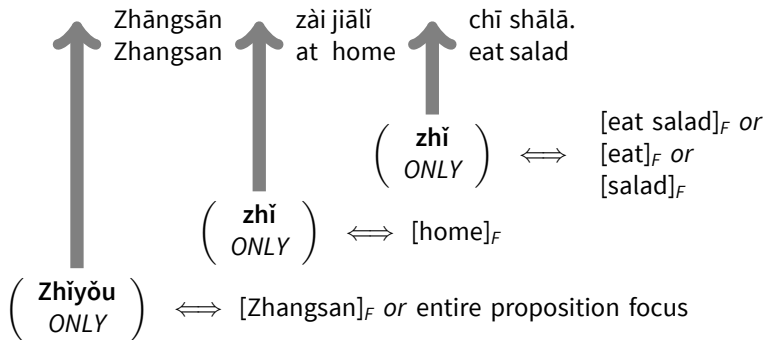 Zhāngsān zài jiālǐ chī shālā.
Zhangsan at home eat salad
( zhǐ ONLY ) ⟺ [eat salad]F or
[eat]F or
[salad]F
( zhǐ ONLY ) ⟺ [home]F
( Zhǐyǒu ONLY ) ⟺ [Zhangsan]F or entire proposition focus